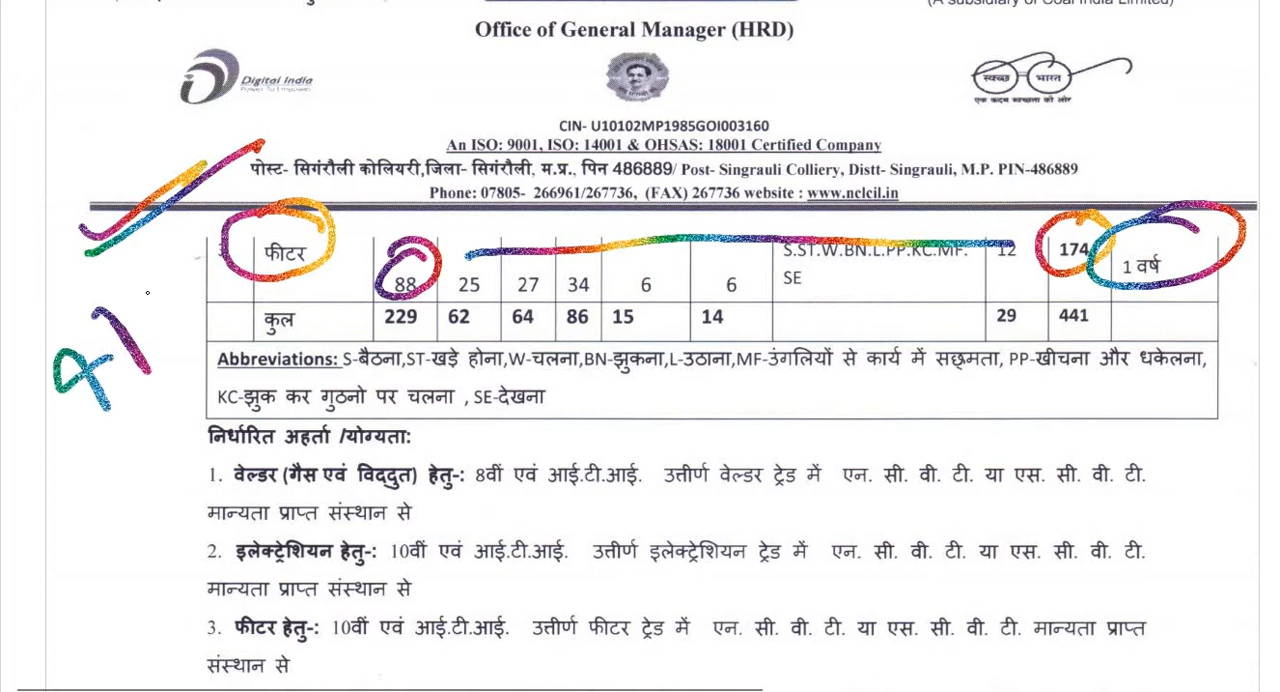 (A subsidiary of Coal India Limited)
Office of General Manager (HRD)
Digital India
Power To Empower
स्वच्छ भारत
एक कदम स्वच्छता की ओर
CIN- U10102MP1985GOI003160
An ISO: 9001, ISO: 14001 & OHSAS: 18001 Certified Company
पोस्ट- सिगंरौली कोलियरी,जिला- सिगंरौली, म.प्र., पिन 486889/ Post- Singrauli Colliery, Distt- Singrauli, M.P. PIN-486889
Phone: 07805- 266961/267736, (FAX) 267736 website : www.nclcil.in
फीटर 88 25 27 34 6 6 S.ST.W.BN.L.PP.KC.MF. SE 12 174 1 वर्ष
कुल 229 62 64 86 15 14 29 441
Abbreviations: S-बैठना,ST-खड़े होना,W-चलना,BN-झुकना,L-उठाना,MF-उंगलियों से कार्य में सछ्मता, PP-खीचना और धकेलना,
KC-झुक कर गुठनो पर चलना , SE-देखना
निर्धारित अहर्ता /योग्यता:
1. वेल्डर (गैस एवं विद्दुत) हेतु-: 8वीं एवं आई.टी.आई. उत्तीर्ण वेल्डर ट्रेड में एन. सी. वी. टी. या एस. सी. वी. टी.
मान्यता प्राप्त संस्थान से
2. इलेक्ट्रेशियन हेतु-: 10वीं एवं आई.टी.आई. उत्तीर्ण इलेक्ट्रेशियन ट्रेड में एन. सी. वी. टी. या एस. सी. वी. टी.
मान्यता प्राप्त संस्थान से
3. फीटर हेतु-: 10वीं एवं आई.टी.आई. उत्तीर्ण फीटर ट्रेड में एन. सी. वी. टी. या एस. सी. वी. टी. मान्यता प्राप्त
संस्थान से